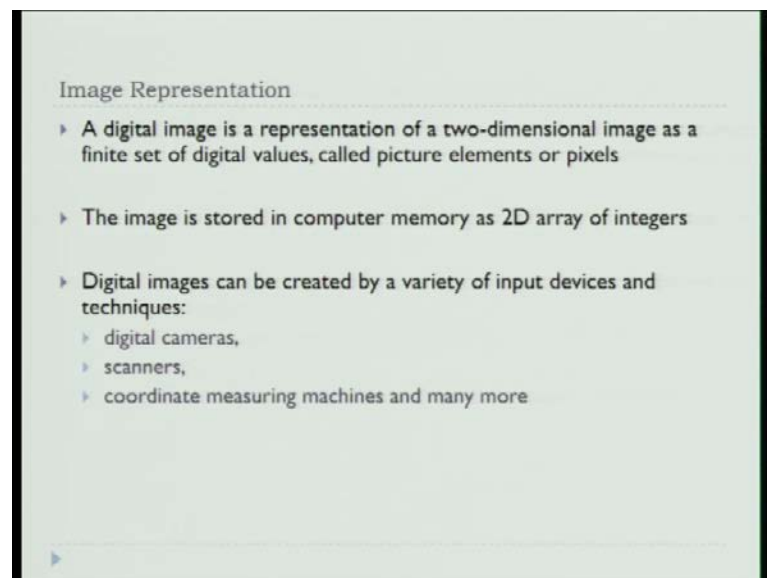 Image Representation
A digital image is a representation of a two-dimensional image as a
finite set of digital values, called picture elements or pixels
The image is stored in computer memory as 2D array of integers
Digital images can be created by a variety of input devices and
techniques:
digital cameras,
scanners,
coordinate measuring machines and many more